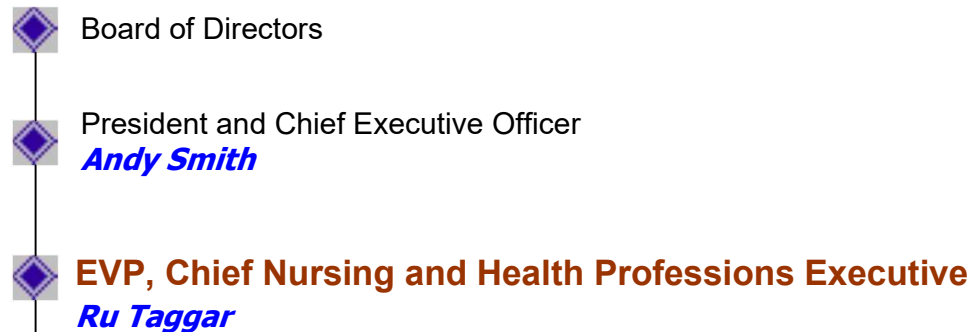 Board of Directors
President and Chief Executive Officer
Andy Smith
EVP, Chief Nursing and Health Professions Executive
Ru Taggar